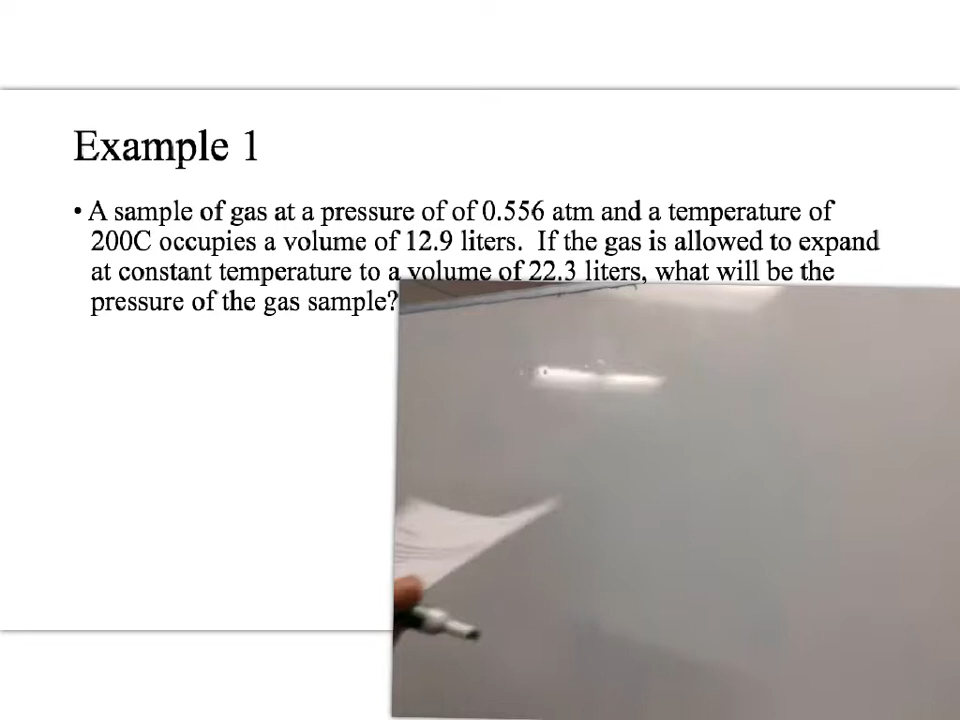 Example 1
• A sample of gas at a pressure of of 0.556 atm and a temperature of
200C occupies a volume of 12.9 liters.  If the gas is allowed to expand
at constant temperature to a volume of 22.3 liters, what will be the
pressure of the gas sample?